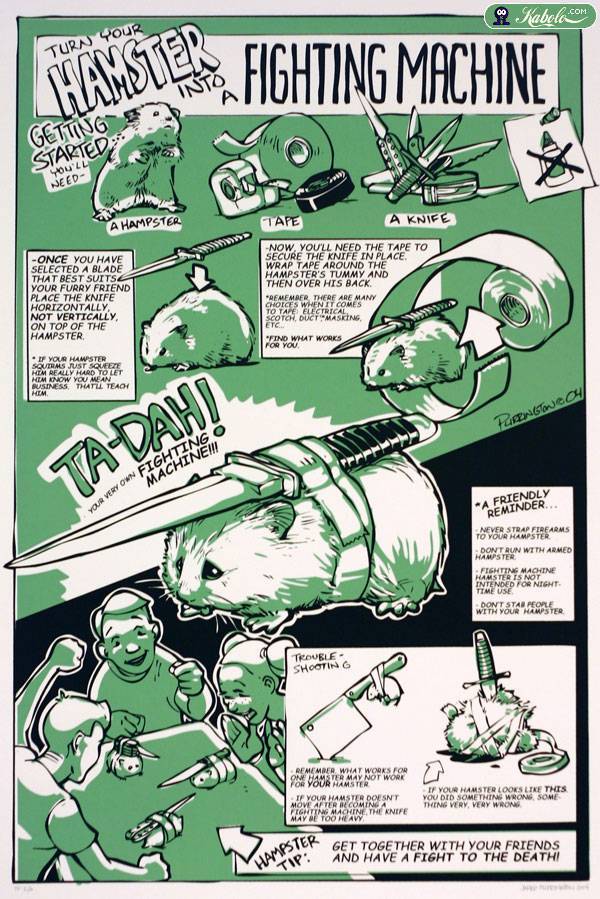 Kabolo.COM
TURN YOUR
HAMSTER
INTO
A FIGHTING MACHINE
GETTING
STARTED
YOU'LL
NEED-
A HAMPSTER
TAPE
A KNIFE
-ONCE YOU HAVE
SELECTED A BLADE
THAT BEST SUITS
YOUR FURRY FRIEND
PLACE THE KNIFE
HORIZONTALLY,
NOT VERTICALLY,
ON TOP OF THE
HAMPSTER.
* IF YOUR HAMPSTER
SQUIRMS JUST SQUEEZE
HIM REALLY HARD TO LET
HIM KNOW YOU MEAN
BUSINESS. THAT'LL TEACH
HIM.
-NOW, YOU'LL NEED THE TAPE TO
SECURE THE KNIFE IN PLACE.
WRAP TAPE AROUND THE
HAMPSTER'S TUMMY AND
THEN OVER HIS BACK.
*REMEMBER, THERE ARE MANY
CHOICES WHEN IT COMES
TO TAPE: ELECTRICAL,
SCOTCH, DUCT, MASKING,
ETC...
*FIND WHAT WORKS
FOR YOU.
PURRINGTON©04
TA-DAH!
YOUR VERY OWN FIGHTING
MACHINE!!!
*A FRIENDLY
REMINDER...
- NEVER STRAP FIREARMS
TO YOUR HAMPSTER.
- DON'T RUN WITH ARMED
HAMPSTER.
- FIGHTING MACHINE
HAMSTER IS NOT
INTENDED FOR NIGHT-
TIME USE.
- DON'T STAB PEOPLE
WITH YOUR HAMPSTER.
TROUBLE-
SHOOTING
- REMEMBER, WHAT WORKS FOR
ONE HAMSTER MAY NOT WORK
FOR YOUR HAMSTER.
- IF YOUR HAMSTER DOESN'T
MOVE AFTER BECOMING A
FIGHTING MACHINE, THE KNIFE
MAY BE TOO HEAVY.
- IF YOUR HAMSTER LOOKS LIKE THIS.
YOU DID SOMETHING WRONG, SOME-
THING VERY, VERY WRONG.
HAMPSTER
TIP:
GET TOGETHER WITH YOUR FRIENDS
AND HAVE A FIGHT TO THE DEATH!